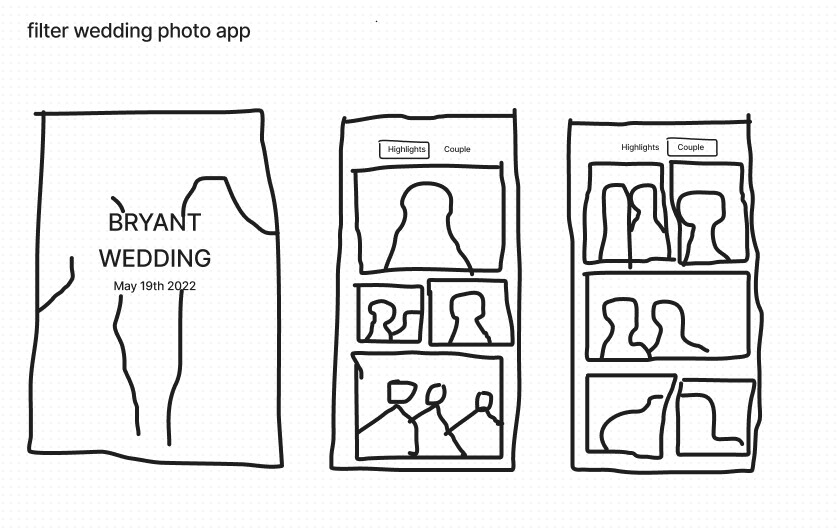 filter wedding photo app
BRYANT
WEDDING
May 19th 2022
Highlights Couple
Highlights Couple